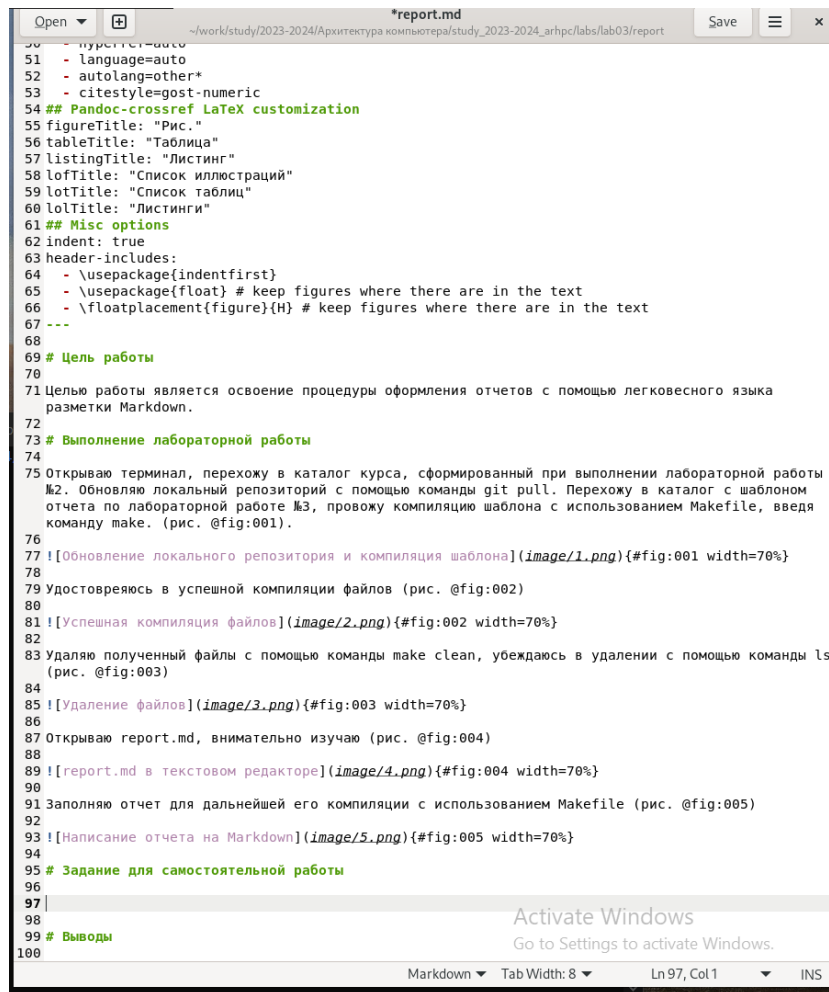 Open
*report.md
~/work/study/2023-2024/Архитектура компьютера/study_2023-2024_arhpc/labs/lab03/report
Save
50 - hyperref=auto
51 - language=auto
52 - autolang=other*
53 - citestyle=gost-numeric
54 ## Pandoc-crossref LaTeX customization
55 figureTitle: "Рис."
56 tableTitle: "Таблица"
57 listingTitle: "Листинг"
58 lofTitle: "Список иллюстраций"
59 lotTitle: "Список таблиц"
60 lolTitle: "Листинги"
61 ## Misc options
62 indent: true
63 header-includes:
64 - \usepackage{indentfirst}
65 - \usepackage{float} # keep figures where there are in the text
66 - \floatplacement{figure}{H} # keep figures where there are in the text
67 ---
68
69 # Цель работы
70
71 Целью работы является освоение процедуры оформления отчетов с помощью легковесного языка
разметки Markdown.
72
73 # Выполнение лабораторной работы
74
75 Открываю терминал, перехожу в каталог курса, сформированный при выполнении лабораторной работы
№2. Обновляю локальный репозиторий с помощью команды git pull. Перехожу в каталог с шаблоном
отчета по лабораторной работе №3, провожу компиляцию шаблона с использованием Makefile, введя
команду make. (рис. @fig:001).
76
77 ![Обновление локального репозитория и компиляция шаблона](image/1.png){#fig:001 width=70%}
78
79 Удостовреяюсь в успешной компиляции файлов (рис. @fig:002)
80
81 ![Успешная компиляция файлов](image/2.png){#fig:002 width=70%}
82
83 Удаляю полученный файлы с помощью команды make clean, убеждаюсь в удалении с помощью команды ls
(рис. @fig:003)
84
85 ![Удаление файлов](image/3.png){#fig:003 width=70%}
86
87 Открываю report.md, внимательно изучаю (рис. @fig:004)
88
89 ![report.md в текстовом редакторе](image/4.png){#fig:004 width=70%}
90
91 Заполняю отчет для дальнейшей его компиляции с использованием Makefile (рис. @fig:005)
92
93 ![Написание отчета на Markdown](image/5.png){#fig:005 width=70%}
94
95 # Задание для самостоятельной работы
96
97
98
99 # Выводы
100
Activate Windows
Go to Settings to activate Windows.
Markdown Tab Width: 8 Ln 97, Col 1 INS